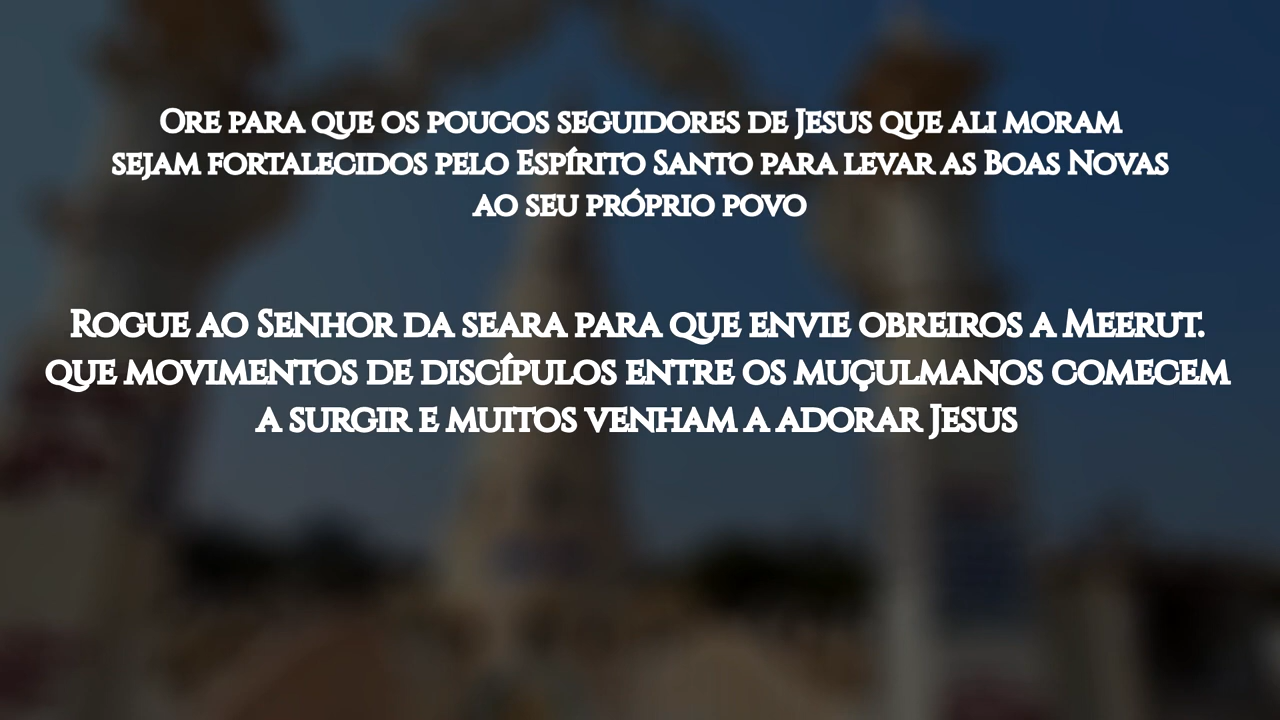 Ore para que os poucos seguidores de Jesus que ali moram
sejam fortalecidos pelo Espírito Santo para levar as Boas Novas
ao seu próprio povo
Rogue ao Senhor da seara para que envie obreiros a Meerut.
que movimentos de discípulos entre os muçulmanos comecem
a surgir e muitos venham a adorar Jesus